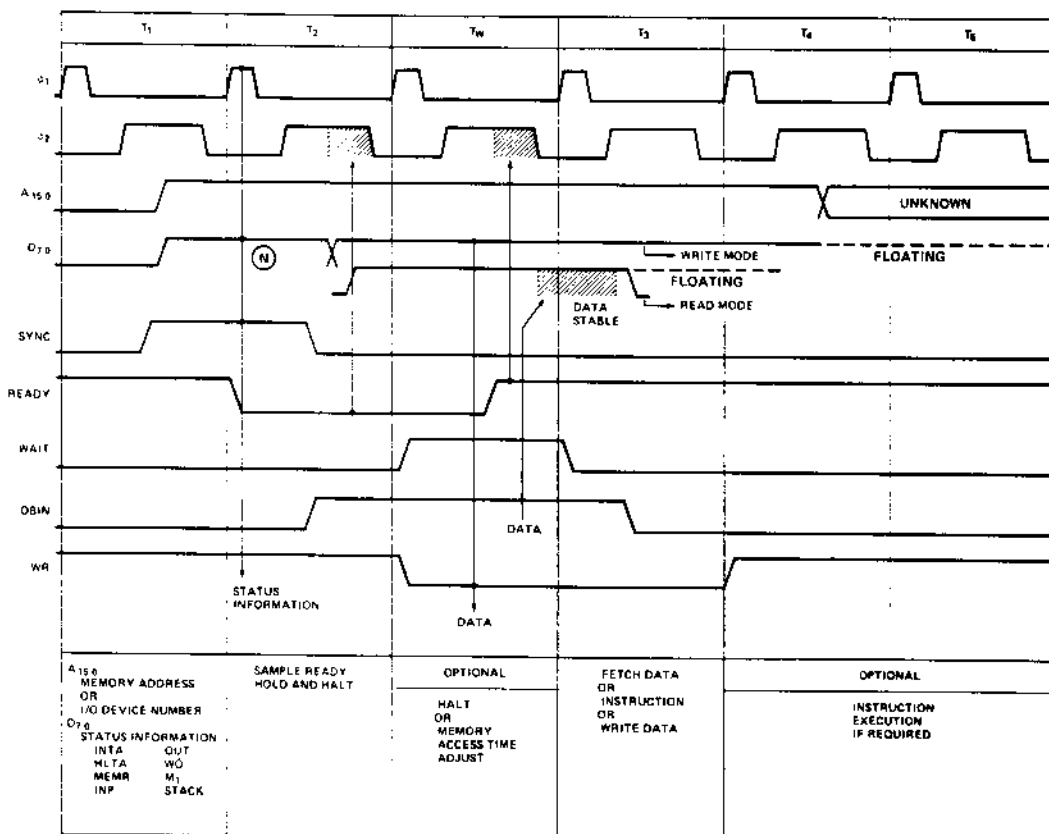 T1 T2 TW T3 T4 T5
φ1
φ2
A15-0
UNKNOWN
D7-0
N
WRITE MODE
FLOATING
FLOATING
READ MODE
DATA
STABLE
SYNC
READY
WAIT
DBIN
DATA
WR
STATUS
INFORMATION
DATA
A15-0
MEMORY ADDRESS
OR
I/O DEVICE NUMBER
D7-0
STATUS INFORMATION
INTA OUT
HLTA WO
MEMR M1
INP STACK
SAMPLE READY
HOLD AND HALT
OPTIONAL
HALT
OR
MEMORY
ACCESS TIME
ADJUST
FETCH DATA
OR
INSTRUCTION
OR
WRITE DATA
OPTIONAL
INSTRUCTION
EXECUTION
IF REQUIRED